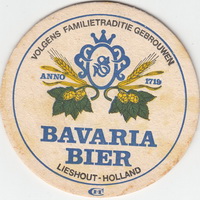 VOLGENS FAMILIETRADITIE GEBROUWEN
ANNO 1719
BAVARIA
BIER
LIESHOUT-HOLLAND